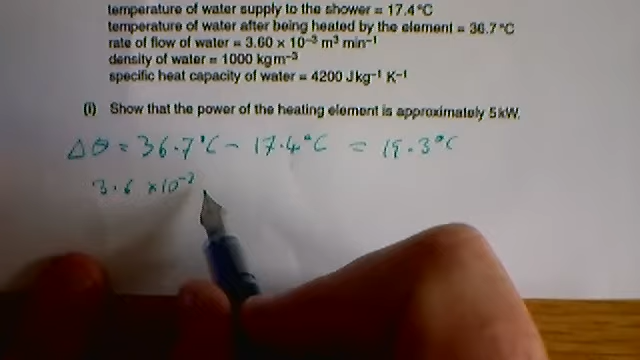 temperature of water supply to the shower = 17.4 °C
temperature of water after being heated by the element = 36.7 °C
rate of flow of water = 3.60 × 10⁻³ m³ min⁻¹
density of water = 1000 kg m⁻³
specific heat capacity of water = 4200 J kg⁻¹ K⁻¹
(i) Show that the power of the heating element is approximately 5 kW.
Δθ = 36.7°C − 17.4°C = 19.3°C
3.6 × 10⁻³